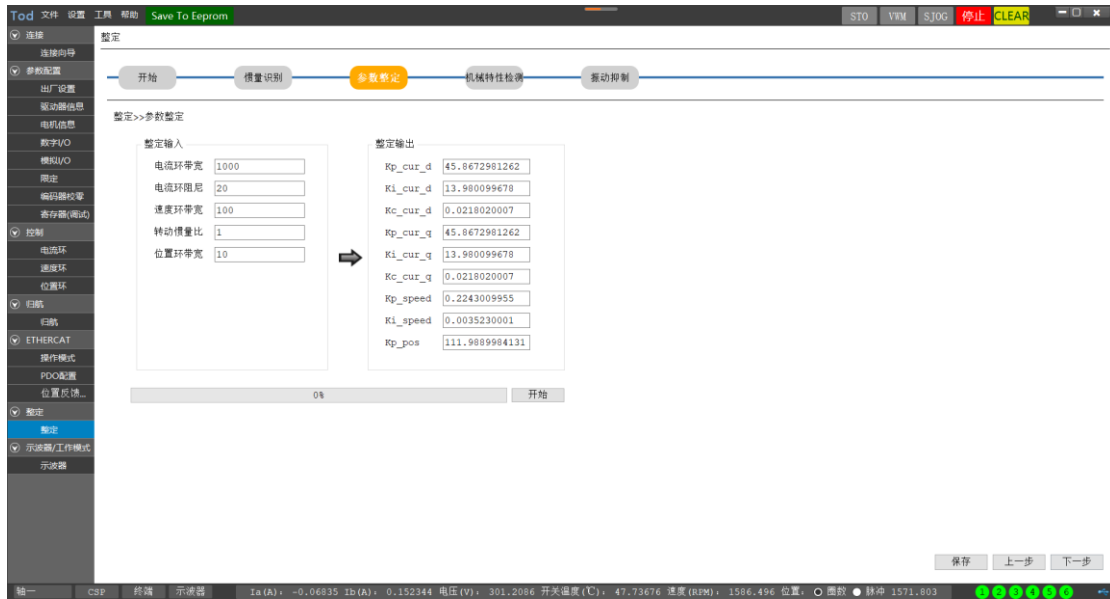 Tod 文件 设置 工具 帮助 Save To Eeprom STO VWM SJOG 停止 CLEAR
连接
连接向导
参数配置
出厂设置
驱动器信息
电机信息
数字I/O
模拟I/O
限定
编码器校零
寄存器(调试)
控制
电流环
速度环
位置环
归航
归航
ETHERCAT
操作模式
PDO配置
位置反馈...
整定
整定
示波器/工作模式
示波器
整定
开始 惯量识别 参数整定 机械特性检测 振动抑制
整定>>参数整定
整定输入
电流环带宽 1000
电流环阻尼 20
速度环带宽 100
转动惯量比 1
位置环带宽 10
整定输出
Kp_cur_d 45.8672981262
Ki_cur_d 13.980099678
Kc_cur_d 0.0218020007
Kp_cur_q 45.8672981262
Ki_cur_q 13.980099678
Kc_cur_q 0.0218020007
Kp_speed 0.2243009955
Ki_speed 0.0035230001
Kp_pos 111.9889984131
0% 开始
保存 上一步 下一步
轴一 CSP 终端 示波器 Ia(A): -0.06835 Ib(A): 0.152344 电压(V): 301.2086 开关温度(℃): 47.73676 速度(RPM): 1586.496 位置: 圈数 脉冲 1571.803 1 2 3 4 5 6